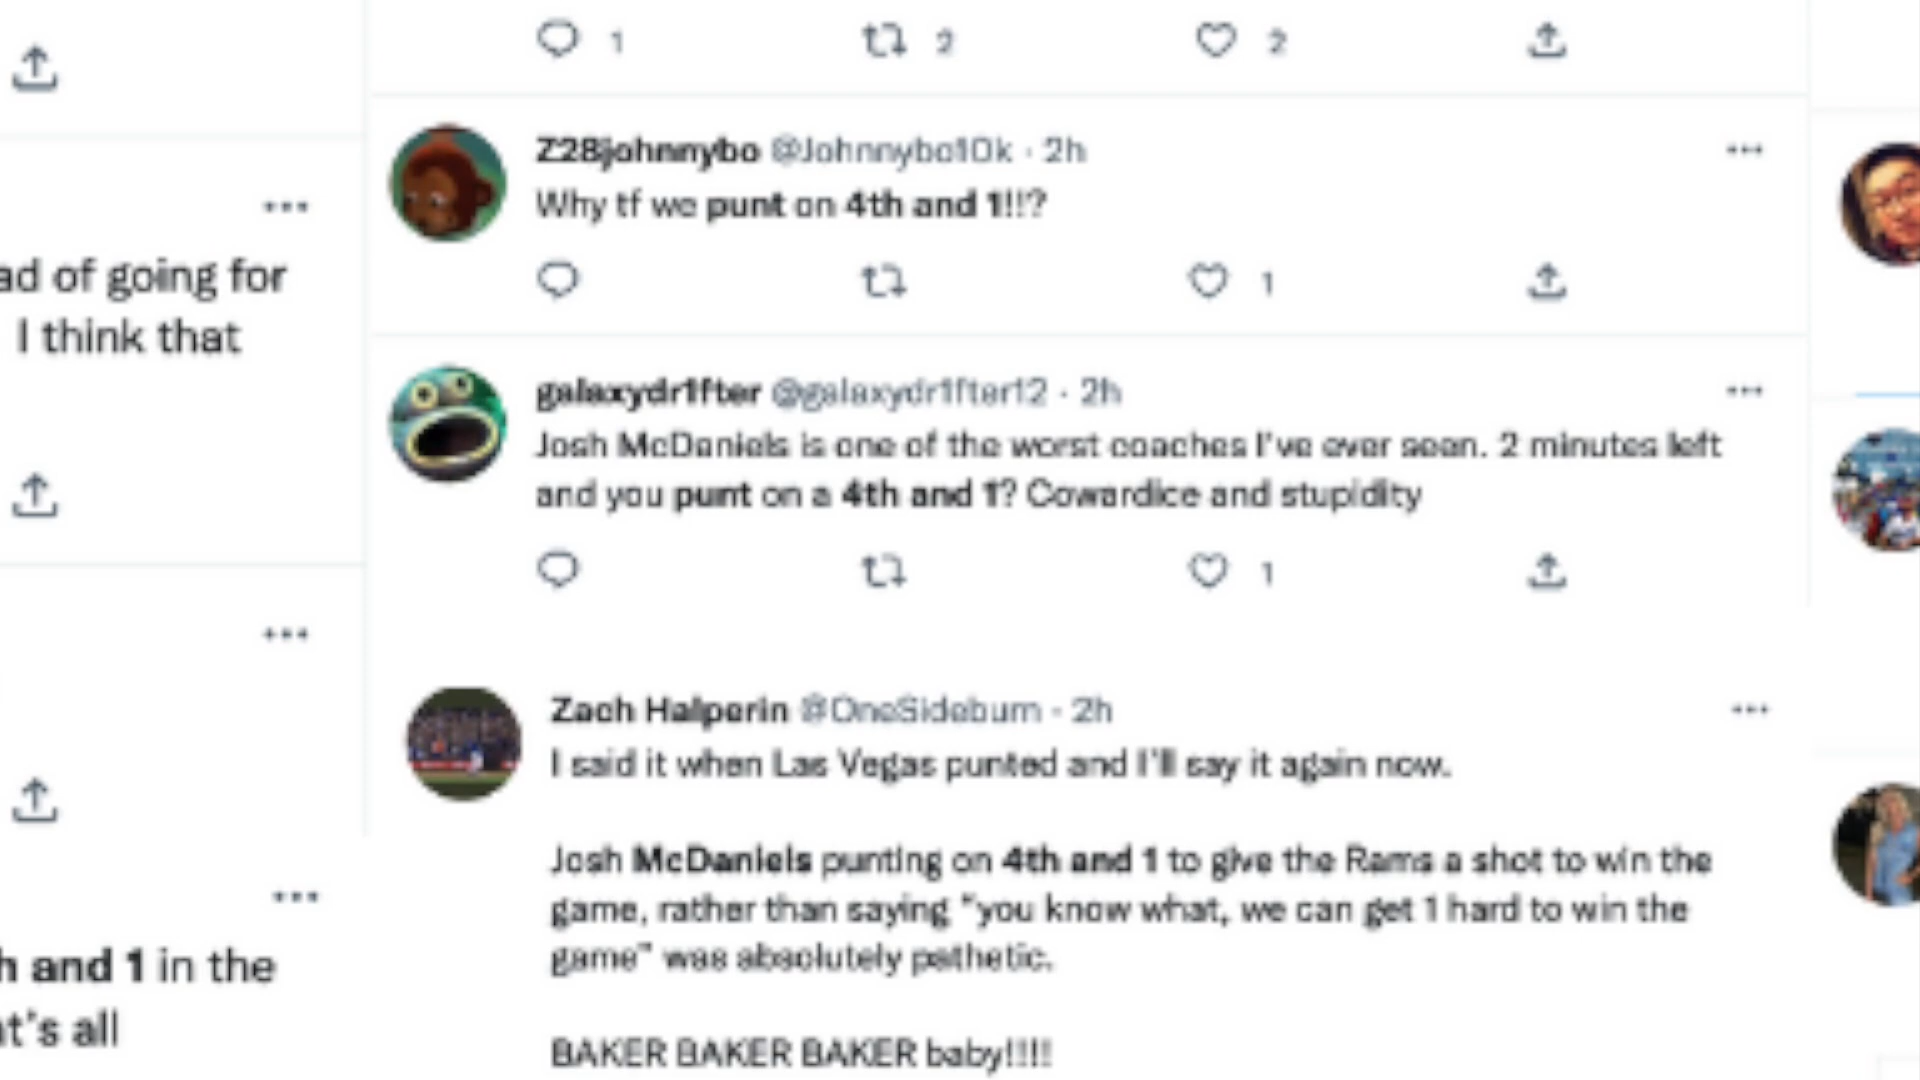 1 2 2
Z28johnnybo @Johnnybo10k · 2h
Why tf we punt on 4th and 1!!!?
1
galaxydr1fter @galaxydr1fter12 · 2h
Josh McDaniels is one of the worst coaches I've ever seen. 2 minutes left
and you punt on a 4th and 1? Cowardice and stupidity
1
Zach Halperin @OneSideburn · 2h
I said it when Las Vegas punted and I'll say it again now.
Josh McDaniels punting on 4th and 1 to give the Rams a shot to win the
game, rather than saying "you know what, we can get 1 hard to win the
game" was absolutely pathetic.
BAKER BAKER BAKER baby!!!!
ad of going for
I think that
h and 1 in the
t's all